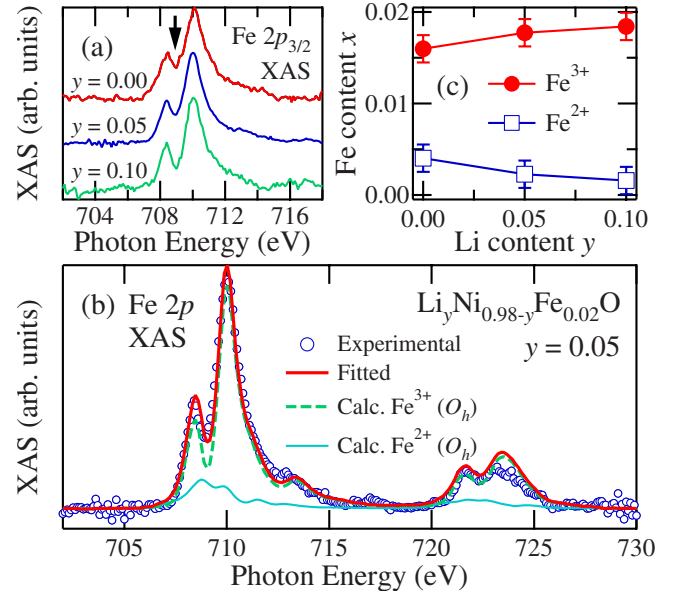 (a)
Fe 2p3/2
XAS
y = 0.00
y = 0.05
y = 0.10
XAS (arb. units)
704 708 712 716
Photon Energy (eV)
0.02
0.01
0.00
Fe content x
(c)
Fe3+
Fe2+
0.00 0.05 0.10
Li content y
(b) Fe 2p
XAS
LiyNi0.98-yFe0.02O
y = 0.05
Experimental
Fitted
Calc. Fe3+ (Oh)
Calc. Fe2+ (Oh)
XAS (arb. units)
705 710 715 720 725 730
Photon Energy (eV)